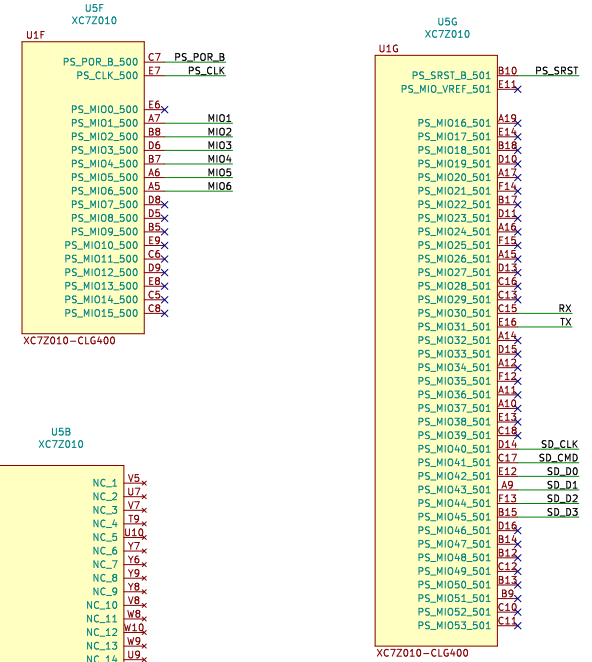 U5F
XC7Z010
U1F
PS_POR_B_500 C7 PS_POR_B
PS_CLK_500 E7 PS_CLK
PS_MIO0_500 E6
PS_MIO1_500 A7 MIO1
PS_MIO2_500 B8 MIO2
PS_MIO3_500 D6 MIO3
PS_MIO4_500 B7 MIO4
PS_MIO5_500 A6 MIO5
PS_MIO6_500 A5 MIO6
PS_MIO7_500 D8
PS_MIO8_500 D5
PS_MIO9_500 B5
PS_MIO10_500 E9
PS_MIO11_500 C6
PS_MIO12_500 D9
PS_MIO13_500 E8
PS_MIO14_500 C5
PS_MIO15_500 C8
XC7Z010-CLG400
U5B
XC7Z010
NC_1 V5
NC_2 U7
NC_3 V7
NC_4 T9
NC_5 U10
NC_6 Y7
NC_7 Y6
NC_8 Y9
NC_9 Y8
NC_10 V8
NC_11 W8
NC_12 W10
NC_13 W9
NC_14 U9
U5G
XC7Z010
U1G
PS_SRST_B_501 B10 PS_SRST
PS_MIO_VREF_501 E11
PS_MIO16_501 A19
PS_MIO17_501 E14
PS_MIO18_501 B18
PS_MIO19_501 D10
PS_MIO20_501 A17
PS_MIO21_501 F14
PS_MIO22_501 B17
PS_MIO23_501 D11
PS_MIO24_501 A16
PS_MIO25_501 F15
PS_MIO26_501 A15
PS_MIO27_501 D13
PS_MIO28_501 C16
PS_MIO29_501 C13
PS_MIO30_501 C15 RX
PS_MIO31_501 E16 TX
PS_MIO32_501 A14
PS_MIO33_501 D15
PS_MIO34_501 A12
PS_MIO35_501 F12
PS_MIO36_501 A11
PS_MIO37_501 A10
PS_MIO38_501 E13
PS_MIO39_501 C18
PS_MIO40_501 D14 SD_CLK
PS_MIO41_501 C17 SD_CMD
PS_MIO42_501 E12 SD_D0
PS_MIO43_501 A9 SD_D1
PS_MIO44_501 F13 SD_D2
PS_MIO45_501 B15 SD_D3
PS_MIO46_501 D16
PS_MIO47_501 B14
PS_MIO48_501 B12
PS_MIO49_501 C12
PS_MIO50_501 B13
PS_MIO51_501 B9
PS_MIO52_501 C10
PS_MIO53_501 C11
XC7Z010-CLG400